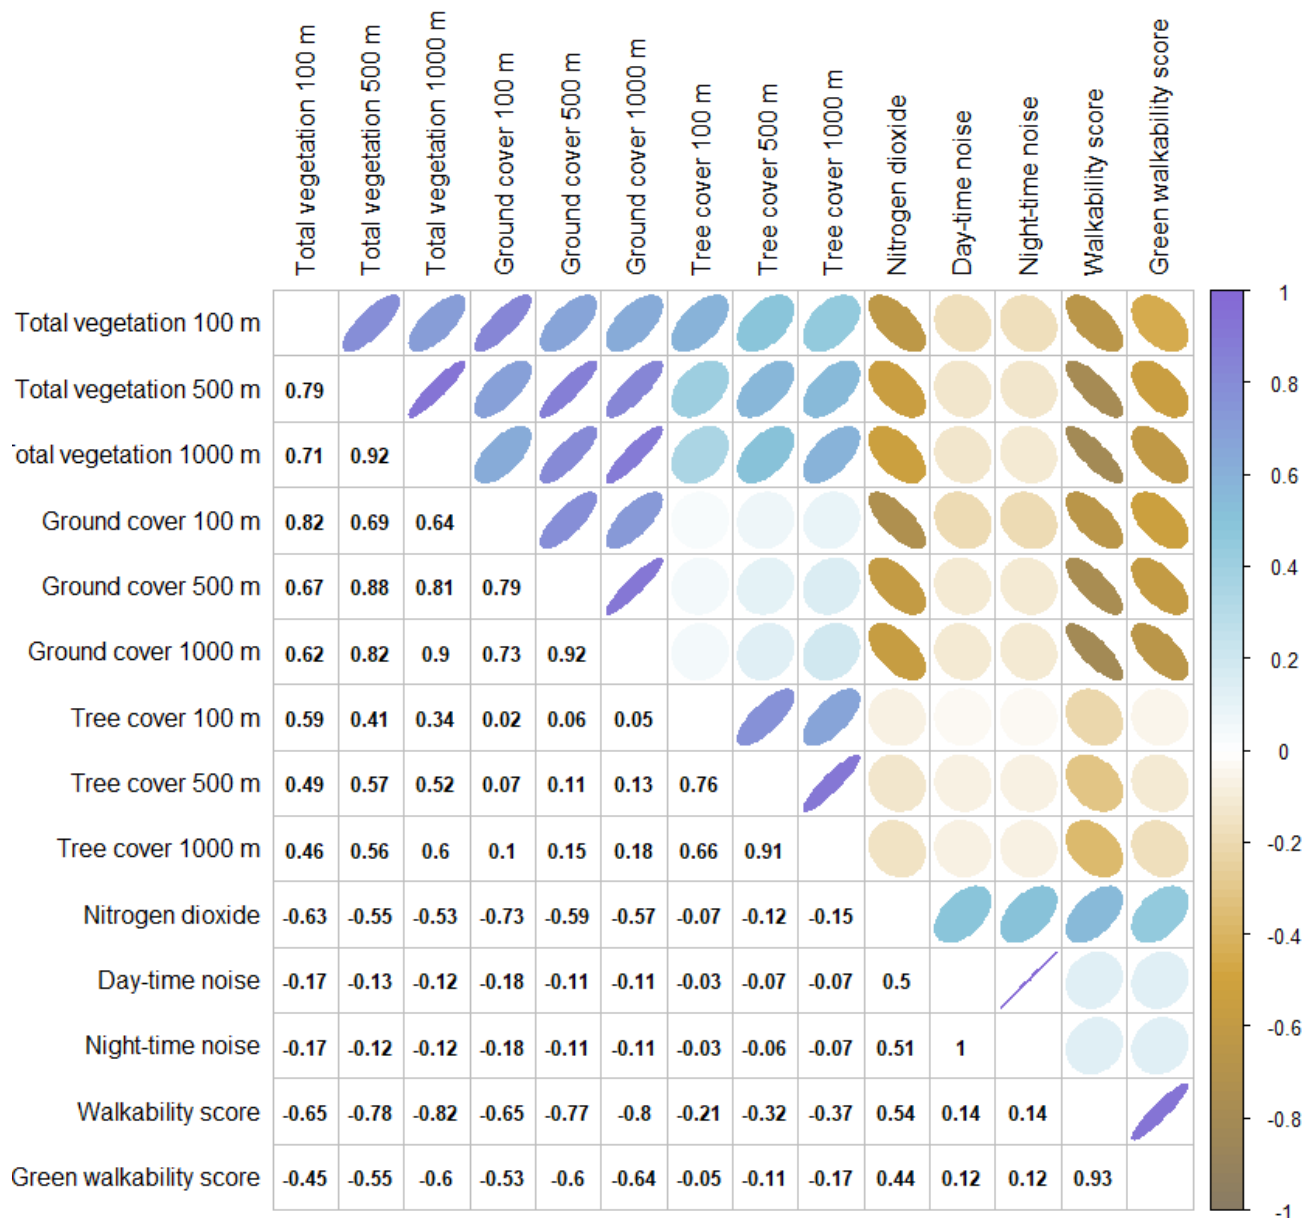 Total vegetation 100 m
Total vegetation 500 m
Total vegetation 1000 m
Ground cover 100 m
Ground cover 500 m
Ground cover 1000 m
Tree cover 100 m
Tree cover 500 m
Tree cover 1000 m
Nitrogen dioxide
Day-time noise
Night-time noise
Walkability score
Green walkability score
Total vegetation 100 m
Total vegetation 500 m 0.79
otal vegetation 1000 m 0.71 0.92
Ground cover 100 m 0.82 0.69 0.64
Ground cover 500 m 0.67 0.88 0.81 0.79
Ground cover 1000 m 0.62 0.82 0.9 0.73 0.92
Tree cover 100 m 0.59 0.41 0.34 0.02 0.06 0.05
Tree cover 500 m 0.49 0.57 0.52 0.07 0.11 0.13 0.76
Tree cover 1000 m 0.46 0.56 0.6 0.1 0.15 0.18 0.66 0.91
Nitrogen dioxide -0.63 -0.55 -0.53 -0.73 -0.59 -0.57 -0.07 -0.12 -0.15
Day-time noise -0.17 -0.13 -0.12 -0.18 -0.11 -0.11 -0.03 -0.07 -0.07 0.5
Night-time noise -0.17 -0.12 -0.12 -0.18 -0.11 -0.11 -0.03 -0.06 -0.07 0.51 1
Walkability score -0.65 -0.78 -0.82 -0.65 -0.77 -0.8 -0.21 -0.32 -0.37 0.54 0.14 0.14
Green walkability score -0.45 -0.55 -0.6 -0.53 -0.6 -0.64 -0.05 -0.11 -0.17 0.44 0.12 0.12 0.93
1
0.8
0.6
0.4
0.2
0
-0.2
-0.4
-0.6
-0.8
-1